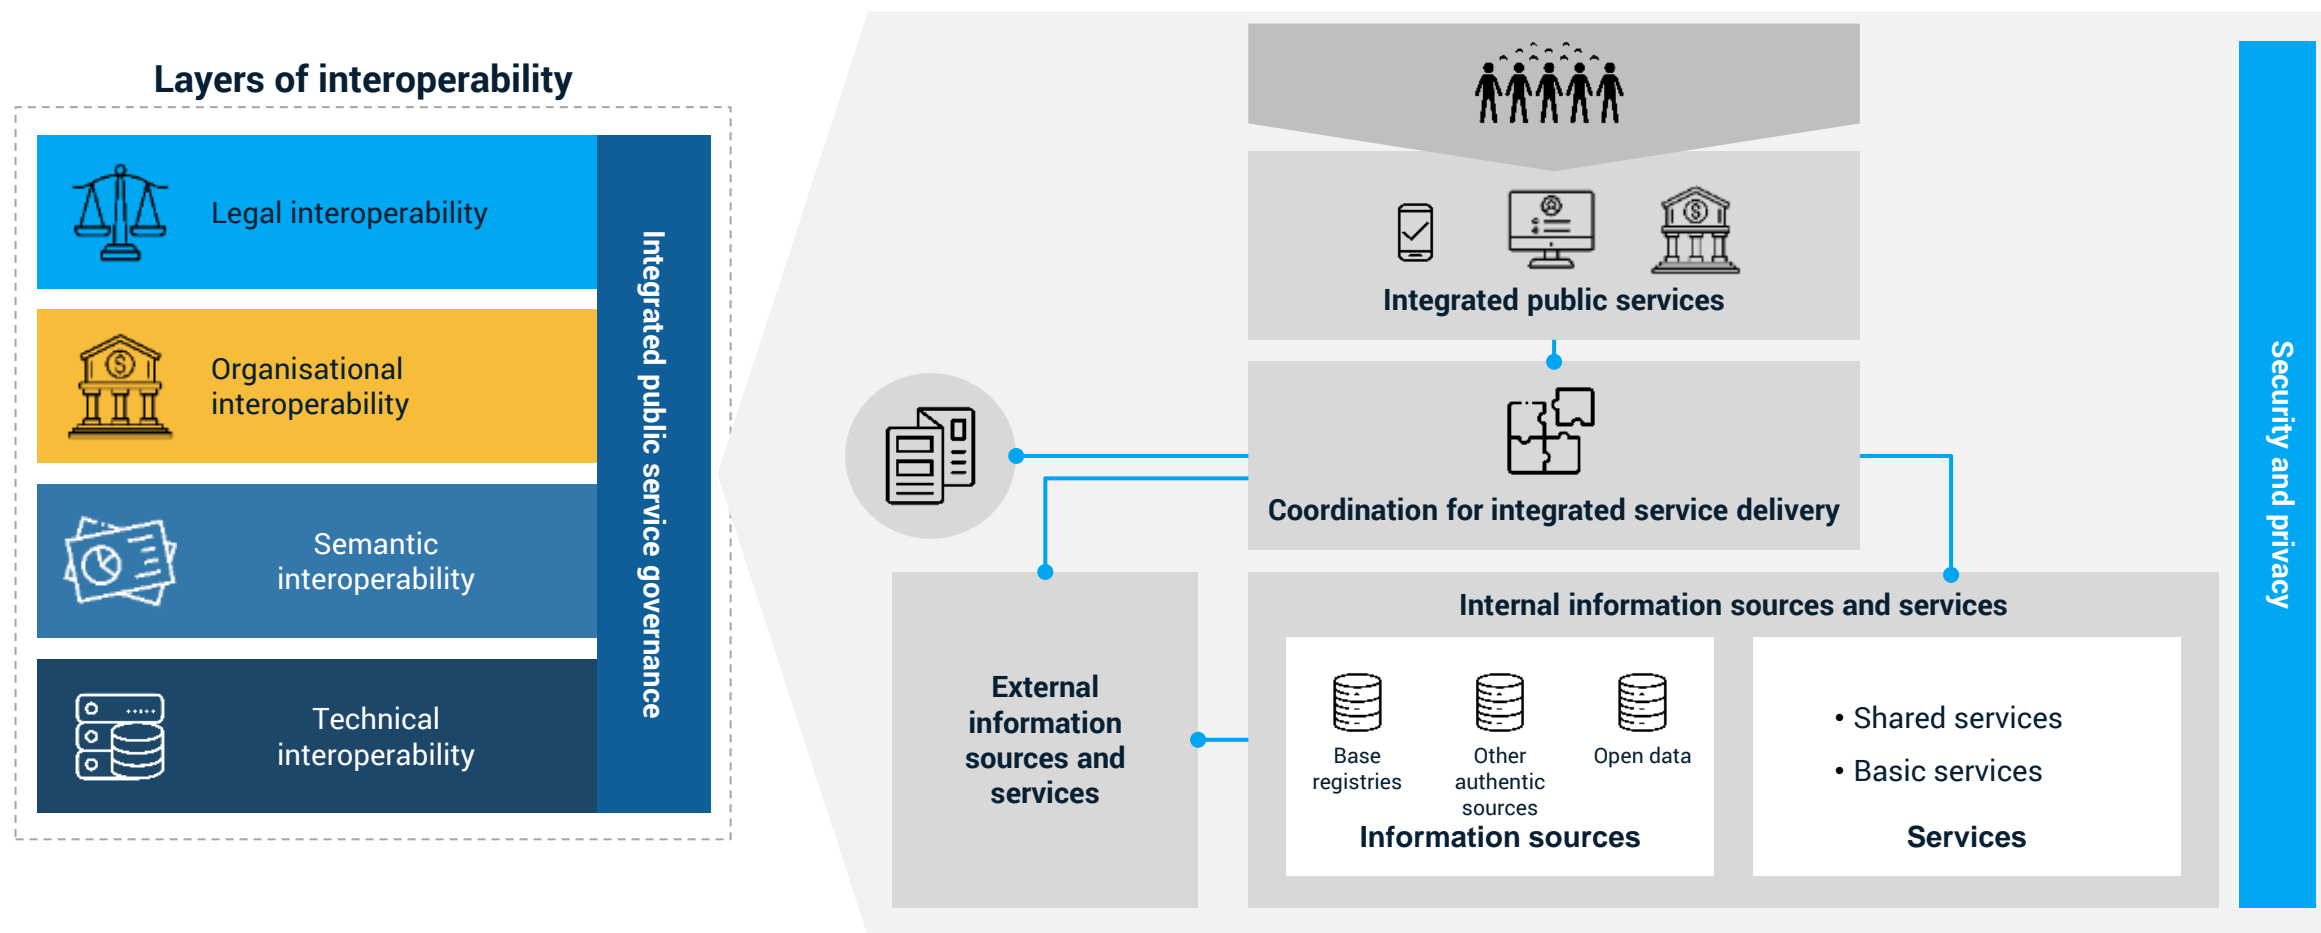 Layers of interoperability
Legal interoperability
Organisational
interoperability
Semantic
interoperability
Technical
interoperability
Integrated public service governance
Integrated public services
Coordination for integrated service delivery
External
information
sources and
services
Internal information sources and services
Base
registries
Other
authentic
sources
Open data
Information sources
• Shared services
• Basic services
Services
Security and privacy